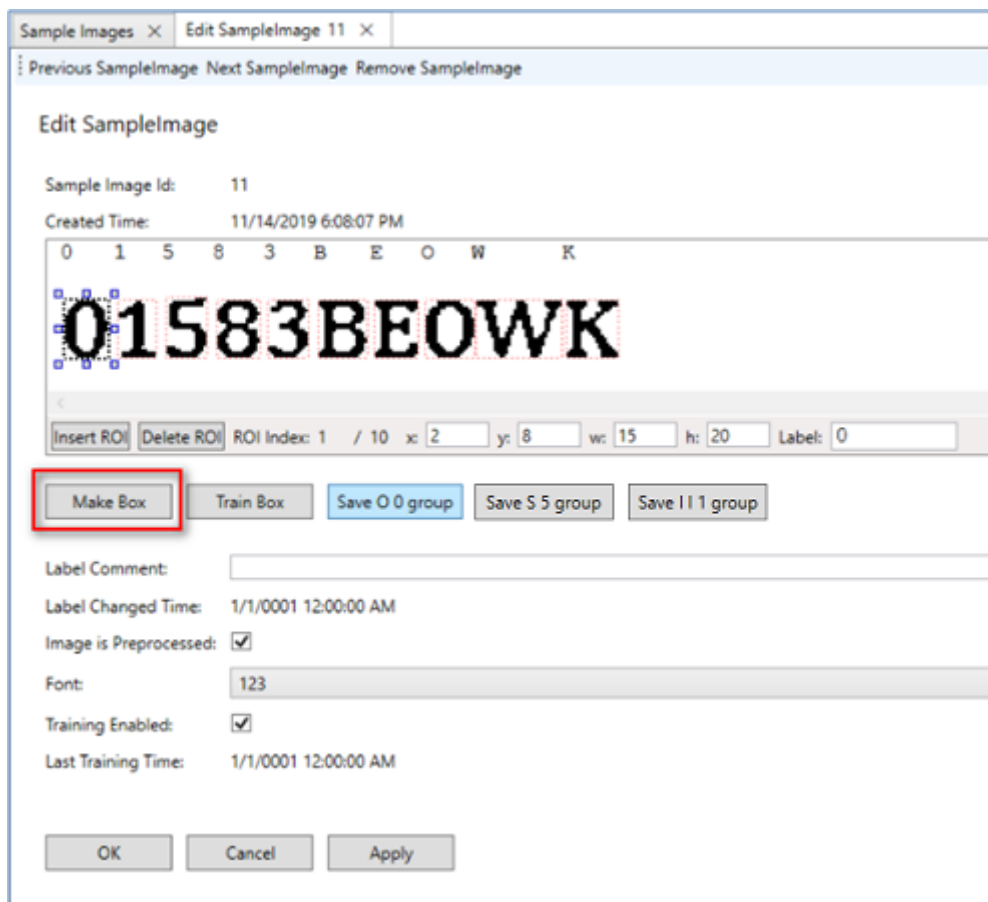 Sample Images × Edit SampleImage 11 ×
Previous SampleImage Next SampleImage Remove SampleImage
Edit SampleImage
Sample Image Id: 11
Created Time: 11/14/2019 6:08:07 PM
0 1 5 8 3 B E O W K
01583BEOWK
Insert ROI Delete ROI ROI Index: 1 / 10 x: 2 y: 8 w: 15 h: 20 Label: 0
Make Box Train Box Save O 0 group Save S 5 group Save I l 1 group
Label Comment:
Label Changed Time: 1/1/0001 12:00:00 AM
Image is Preprocessed:
Font: 123
Training Enabled:
Last Training Time: 1/1/0001 12:00:00 AM
OK Cancel Apply